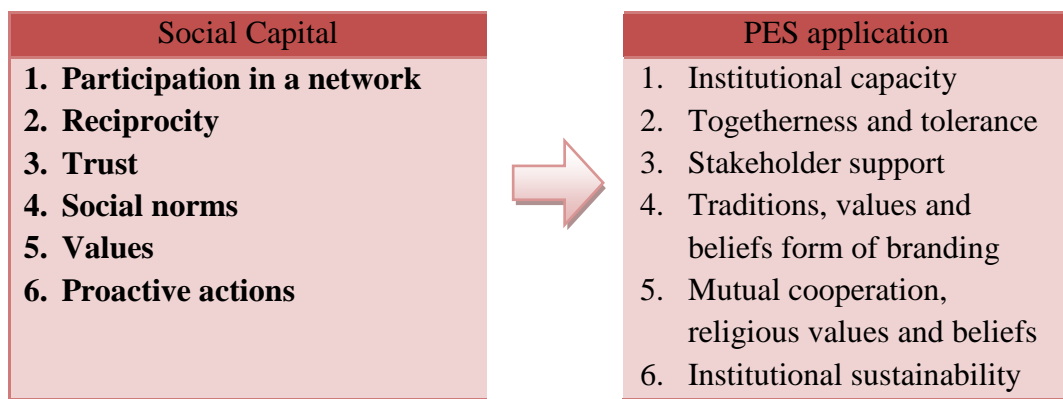 Social Capital
1. Participation in a network
2. Reciprocity
3. Trust
4. Social norms
5. Values
6. Proactive actions
PES application
1. Institutional capacity
2. Togetherness and tolerance
3. Stakeholder support
4. Traditions, values and
beliefs form of branding
5. Mutual cooperation,
religious values and beliefs
6. Institutional sustainability